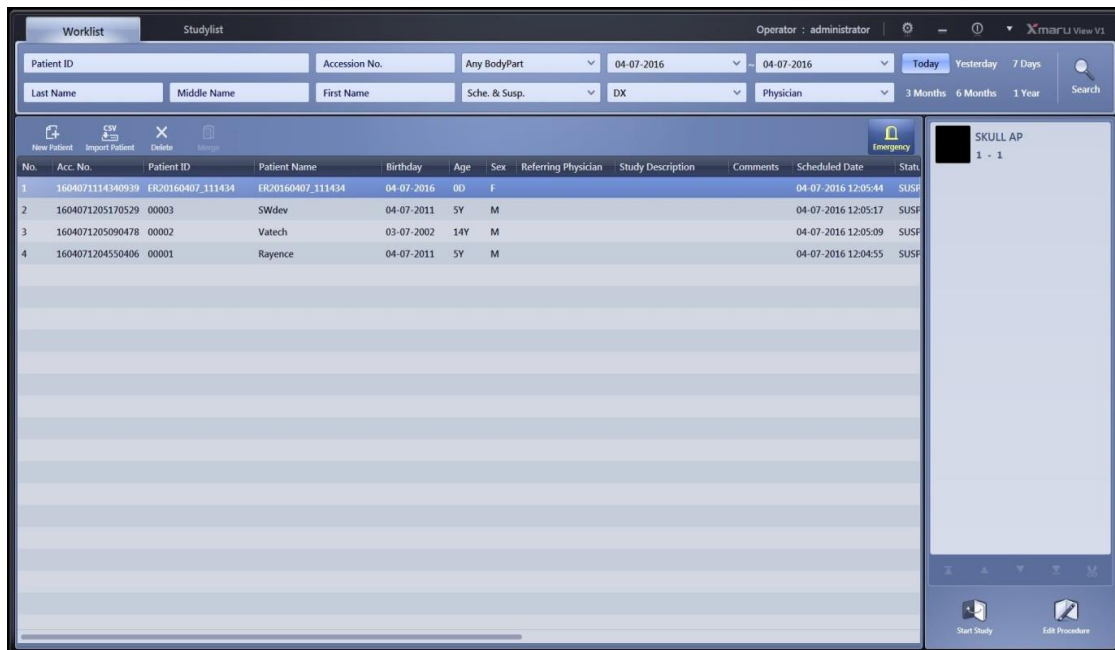 Worklist Studylist Operator : administrator Xmaru View V1
Patient ID Accession No. Any BodyPart 04-07-2016 ~ 04-07-2016 Today Yesterday 7 Days
Last Name Middle Name First Name Sche. & Susp. DX Physician 3 Months 6 Months 1 Year Search
New Patient CSV Import Patient Delete Merge Emergency
No. Acc. No. Patient ID Patient Name Birthday Age Sex Referring Physician Study Description Comments Scheduled Date Statu
1 1604071114340939 ER20160407_111434 ER20160407_111434 04-07-2016 0D F 04-07-2016 12:05:44 SUSP
2 1604071205170529 00003 SWdev 04-07-2011 5Y M 04-07-2016 12:05:17 SUSP
3 1604071205090478 00002 Vatech 03-07-2002 14Y M 04-07-2016 12:05:09 SUSP
4 1604071204550406 00001 Rayence 04-07-2011 5Y M 04-07-2016 12:04:55 SUSP
SKULL AP
1 - 1
Start Study Edit Procedure